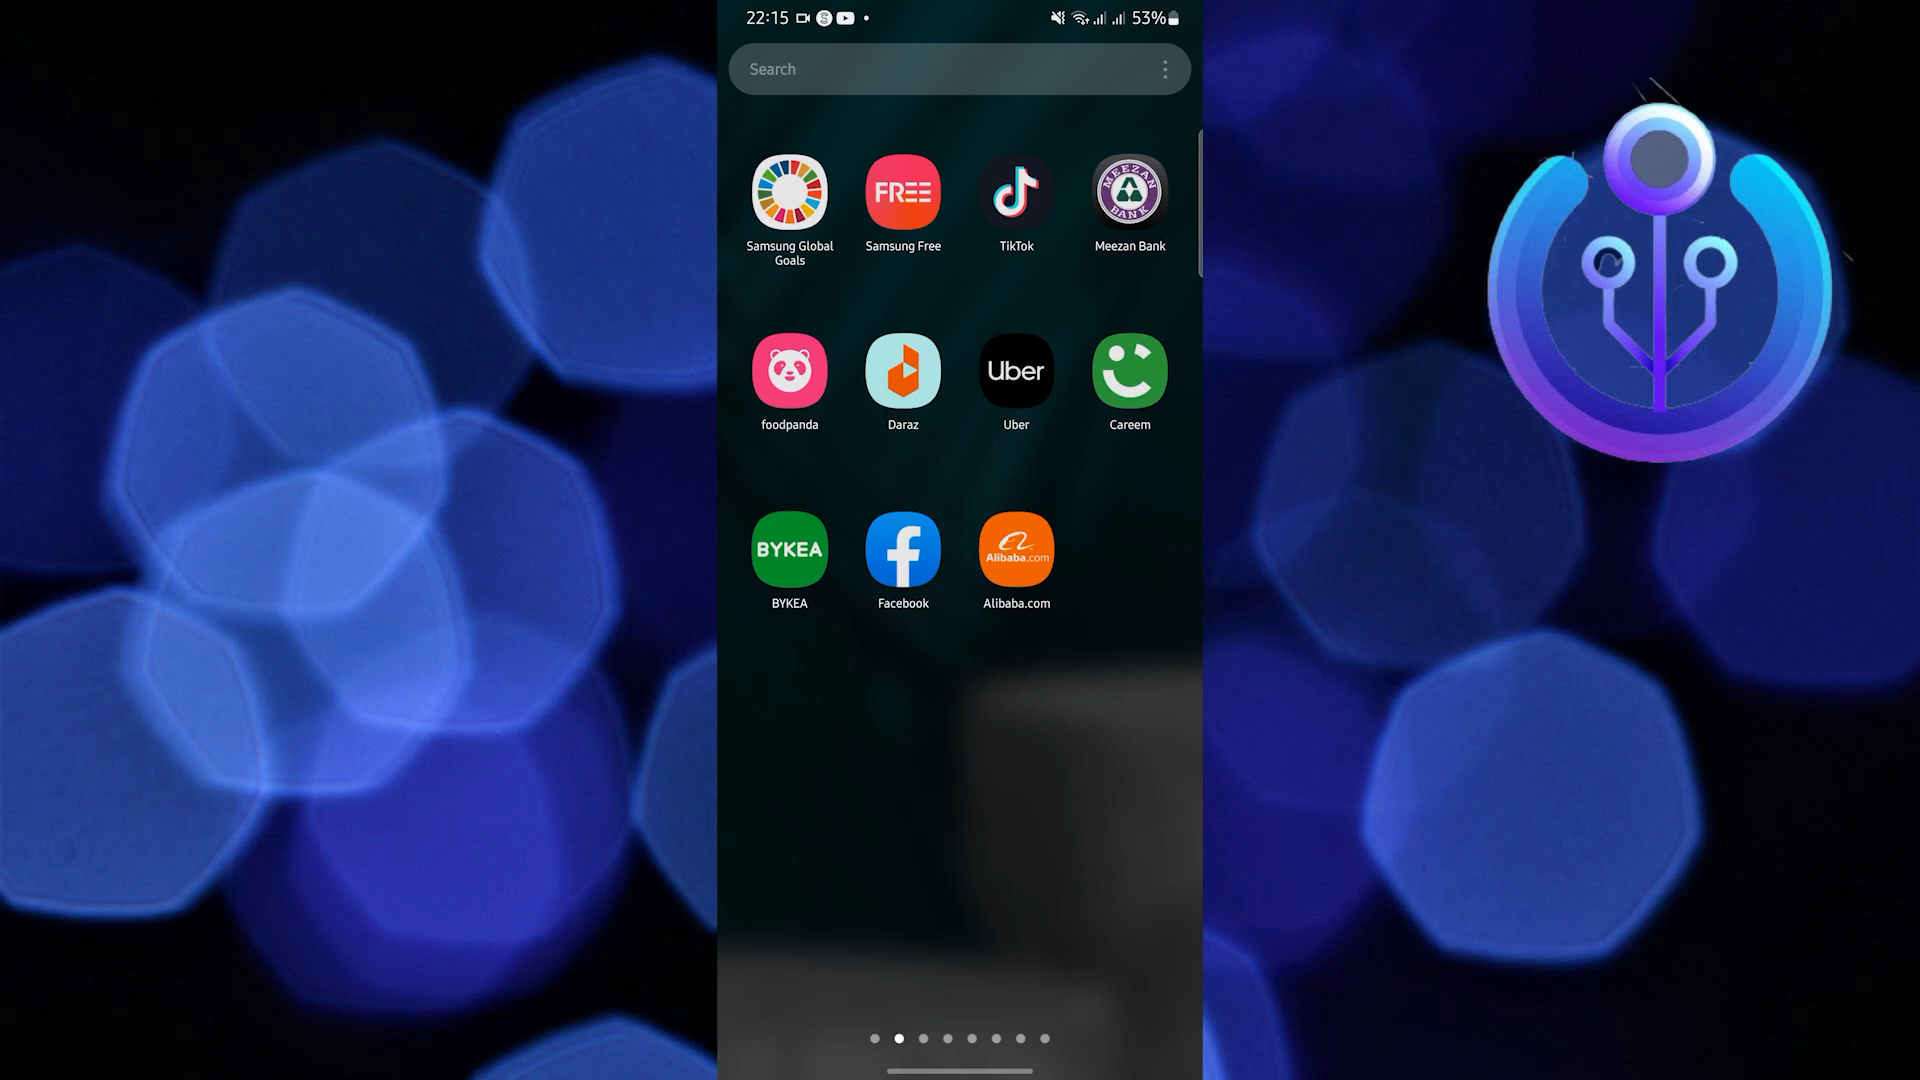 22:15
53%
Search
FREE
MEEZAN
BANK
Samsung Global
Goals
Samsung Free
TikTok
Meezan Bank
Uber
foodpanda
Daraz
Uber
Careem
BYKEA
Alibaba.com
BYKEA
Facebook
Alibaba.com